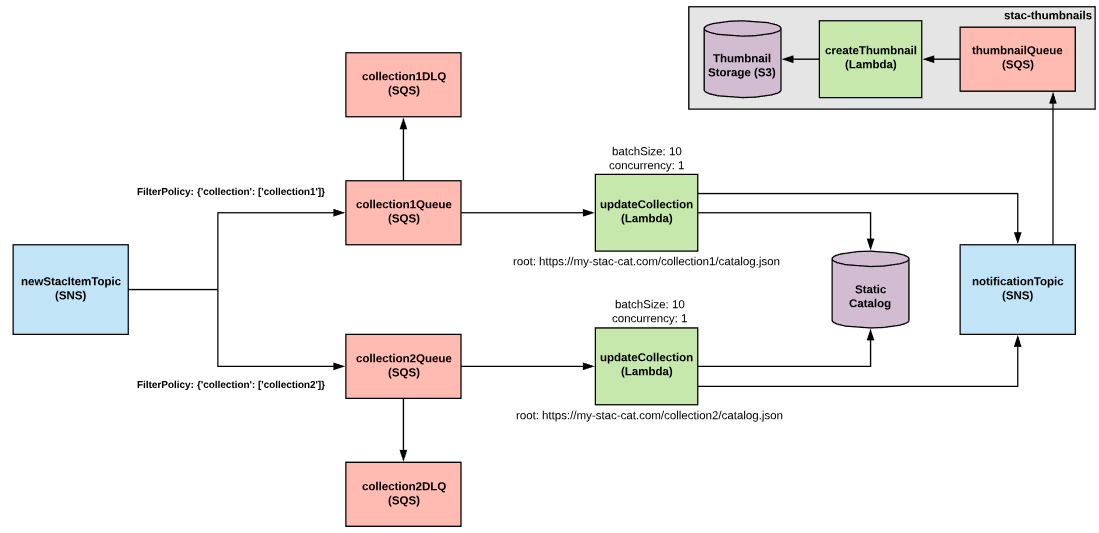 stac-thumbnails
Thumbnail
Storage (S3)
createThumbnail
(Lambda)
thumbnailQueue
(SQS)
collection1DLQ
(SQS)
FilterPolicy: {'collection': ['collection1']}
collection1Queue
(SQS)
batchSize: 10
concurrency: 1
updateCollection
(Lambda)
root: https://my-stac-cat.com/collection1/catalog.json
newStacItemTopic
(SNS)
Static
Catalog
notificationTopic
(SNS)
batchSize: 10
concurrency: 1
collection2Queue
(SQS)
updateCollection
(Lambda)
FilterPolicy: {'collection': ['collection2']}
root: https://my-stac-cat.com/collection2/catalog.json
collection2DLQ
(SQS)